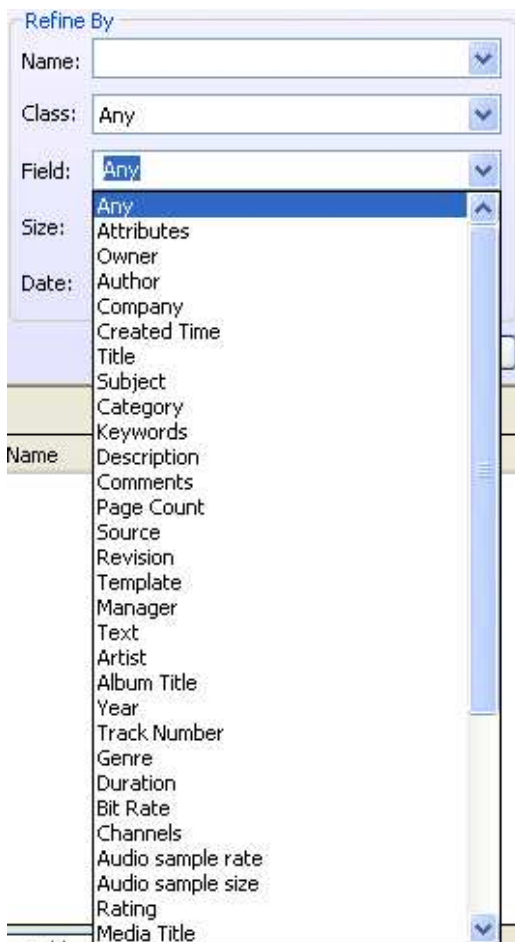 Refine By
Name:
Class: Any
Field: Any
Size:
Date:
Any
Attributes
Owner
Author
Company
Created Time
Title
Subject
Category
Keywords
Description
Comments
Page Count
Source
Revision
Template
Manager
Text
Artist
Album Title
Year
Track Number
Genre
Duration
Bit Rate
Channels
Audio sample rate
Audio sample size
Rating
Media Title
Name